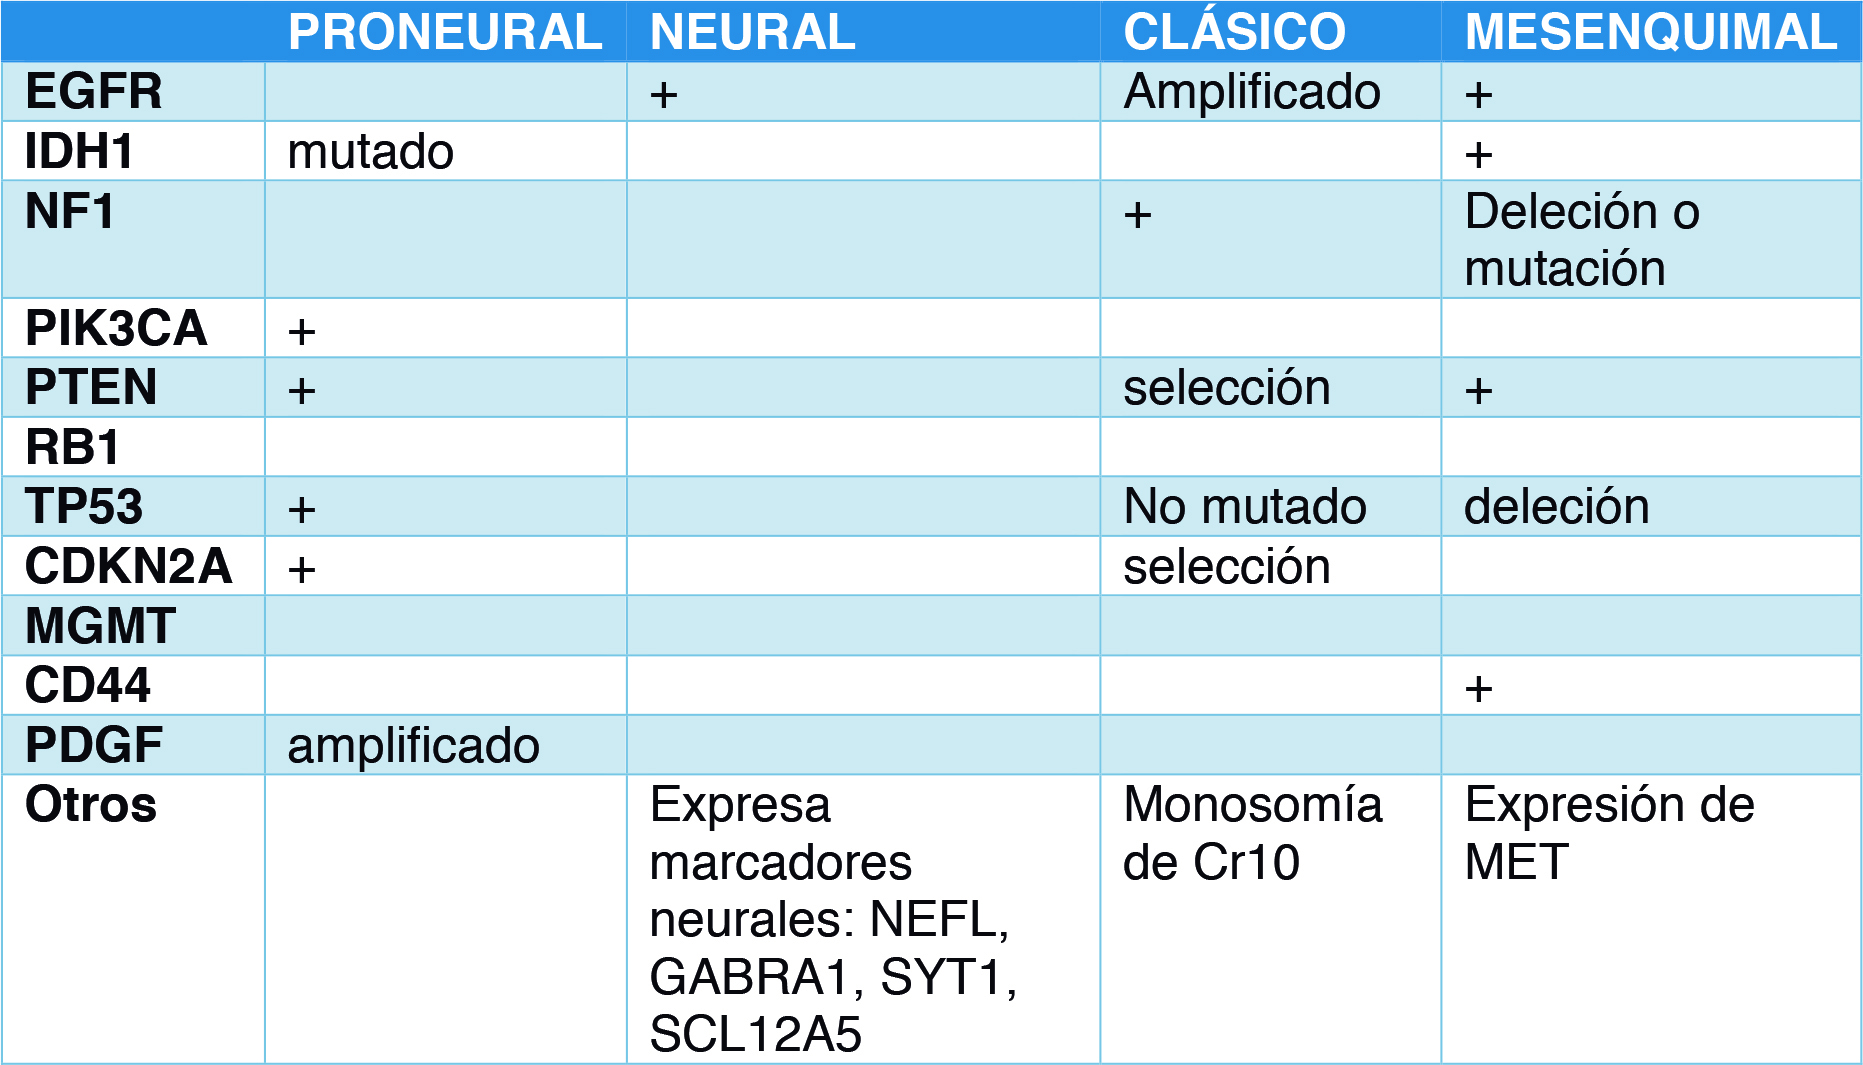 PRONEURAL NEURAL CLÁSICO MESENQUIMAL
EGFR + Amplificado +
IDH1 mutado +
NF1 + Deleción o
mutación
PIK3CA +
PTEN + selección +
RB1
TP53 + No mutado deleción
CDKN2A + selección
MGMT
CD44 +
PDGF amplificado
Otros Expresa Monosomía Expresión de
marcadores de Cr10 MET
neurales: NEFL,
GABRA1, SYT1,
SCL12A5